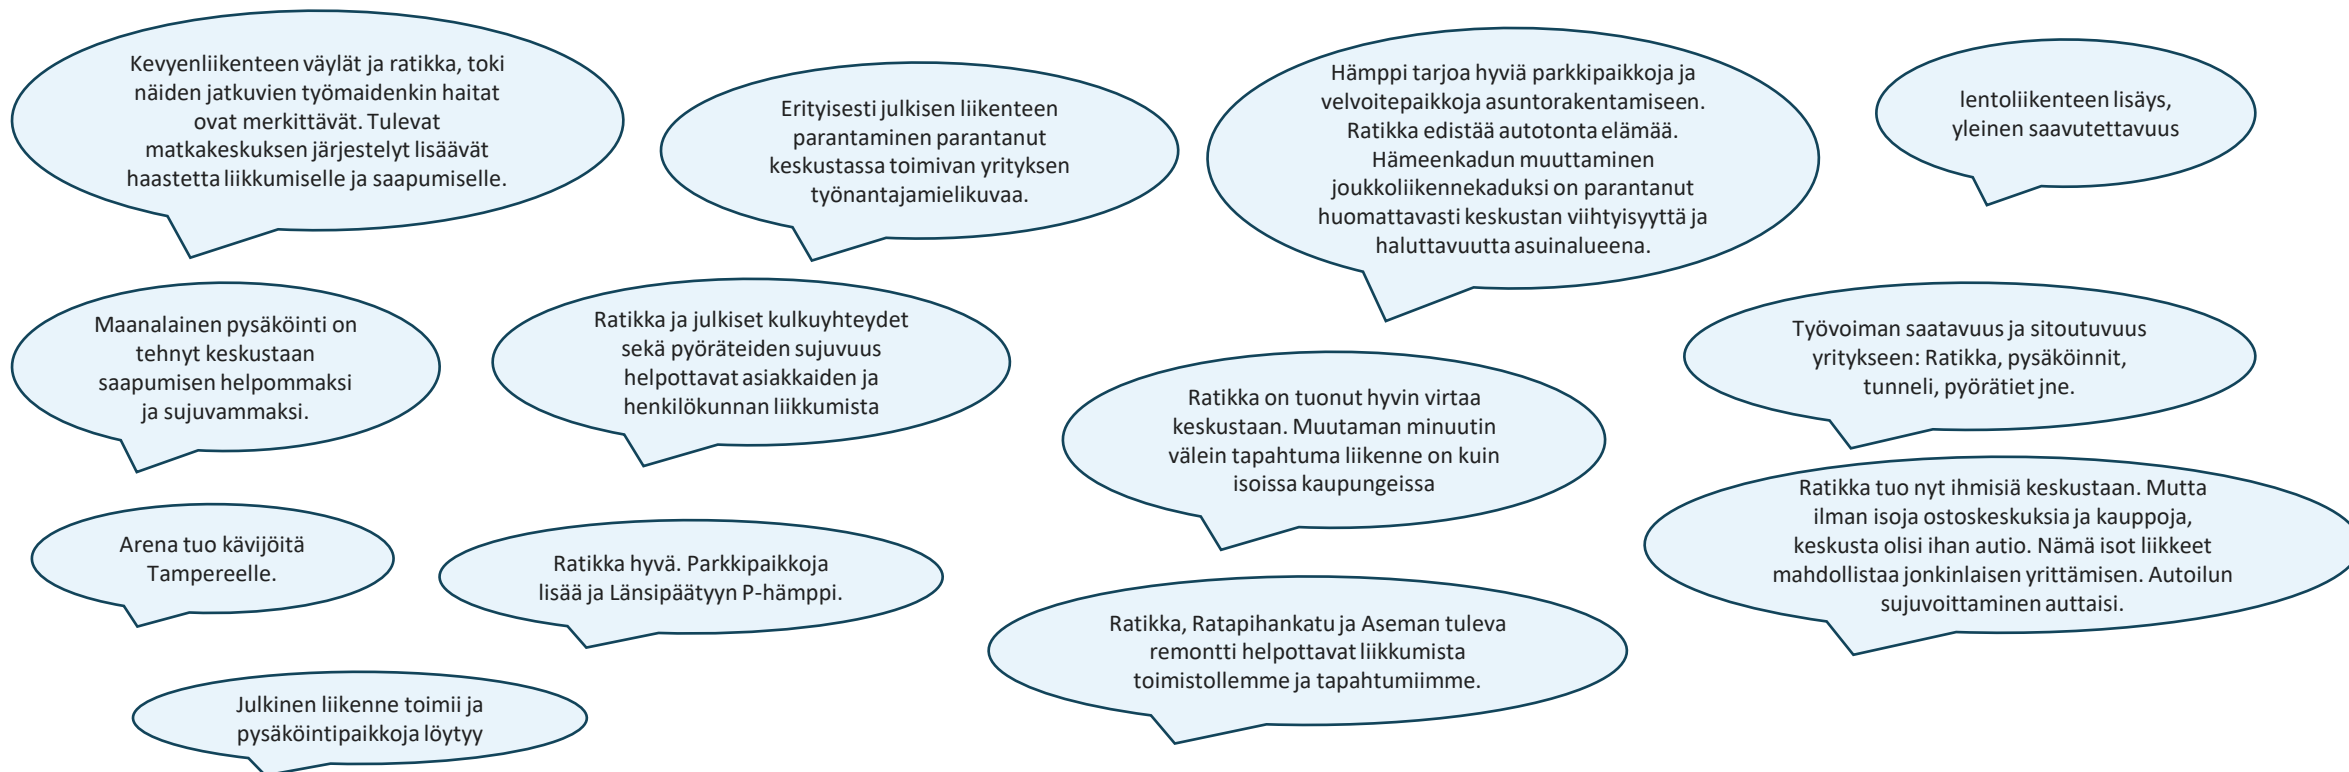 Kevyenliikenteen väylät ja ratikka, toki
näiden jatkuvien työmaidenkin haitat
ovat merkittävät. Tulevat
matkakeskuksen järjestelyt lisäävät
haastetta liikkumiselle ja saapumiselle.
Erityisesti julkisen liikenteen
parantaminen parantanut
keskustassa toimivan yrityksen
työnantajamielikuvaa.
Hämppi tarjoa hyviä parkkipaikkoja ja
velvoitepaikkoja asuntorakentamiseen.
Ratikka edistää autotonta elämää.
Hämeenkadun muuttaminen
joukkoliikennekaduksi on parantanut
huomattavasti keskustan viihtyisyyttä ja
haluttavuutta asuinalueena.
lentoliikenteen lisäys,
yleinen saavutettavuus
Maanalainen pysäköinti on
tehnyt keskustaan
saapumisen helpommaksi
ja sujuvammaksi.
Ratikka ja julkiset kulkuyhteydet
sekä pyöräteiden sujuvuus
helpottavat asiakkaiden ja
henkilökunnan liikkumista
Ratikka on tuonut hyvin virtaa
keskustaan. Muutaman minuutin
välein tapahtuma liikenne on kuin
isoissa kaupungeissa
Työvoiman saatavuus ja sitoutuvuus
yritykseen: Ratikka, pysäköinnit,
tunneli, pyörätiet jne.
Arena tuo kävijöitä
Tampereelle.
Ratikka hyvä. Parkkipaikkoja
lisää ja Länsipäätyyn P-hämppi.
Ratikka tuo nyt ihmisiä keskustaan. Mutta
ilman isoja ostoskeskuksia ja kauppoja,
keskusta olisi ihan autio. Nämä isot liikkeet
mahdollistaa jonkinlaisen yrittämisen. Autoilun
sujuvoittaminen auttaisi.
Ratikka, Ratapihankatu ja Aseman tuleva
remontti helpottavat liikkumista
toimistollemme ja tapahtumiimme.
Julkinen liikenne toimii ja
pysäköintipaikkoja löytyy